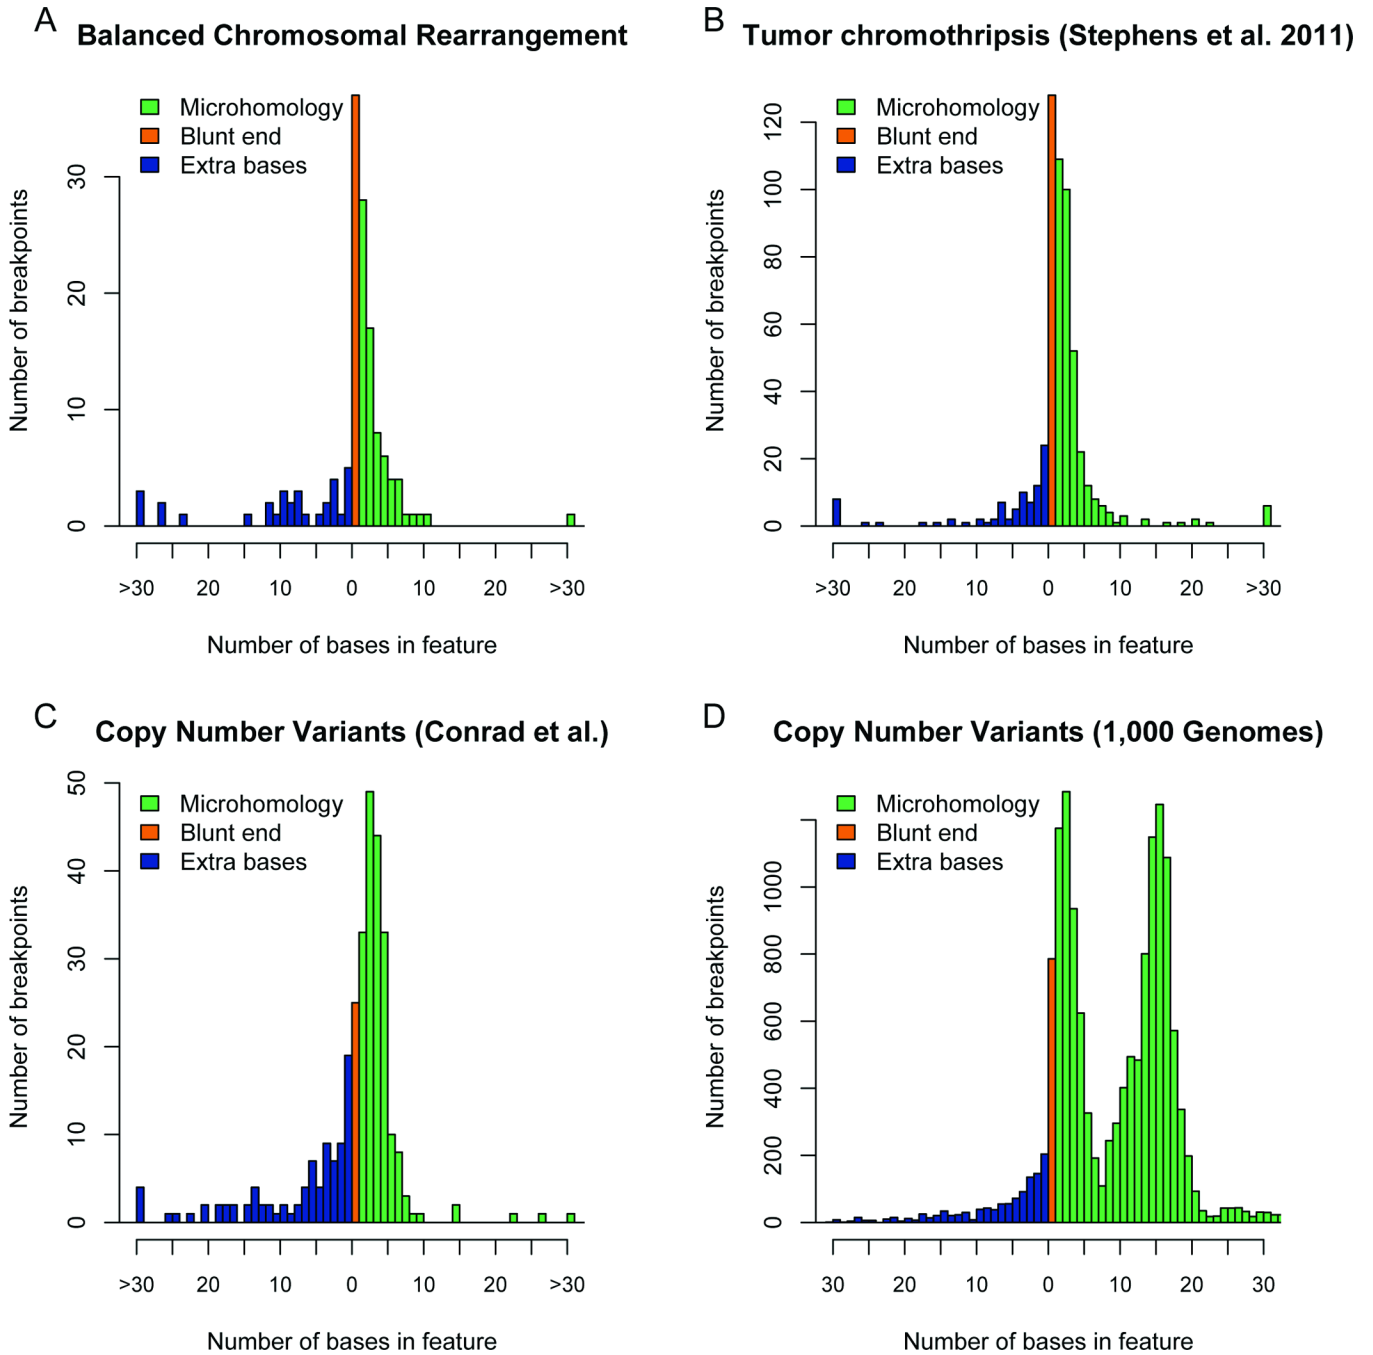 A
Balanced Chromosomal Rearrangement
Microhomology
Blunt end
Extra bases
Number of breakpoints
0 10 20 30
>30 20 10 0 10 20 >30
Number of bases in feature
B
Tumor chromothripsis (Stephens et al. 2011)
Microhomology
Blunt end
Extra bases
Number of breakpoints
0 20 40 60 80 100 120
>30 20 10 0 10 20 >30
Number of bases in feature
C
Copy Number Variants (Conrad et al.)
Microhomology
Blunt end
Extra bases
Number of breakpoints
0 10 20 30 40 50
>30 20 10 0 10 20 >30
Number of bases in feature
D
Copy Number Variants (1,000 Genomes)
Microhomology
Blunt end
Extra bases
Number of breakpoints
0 200 400 600 800 1000
30 20 10 0 10 20 30
Number of bases in feature